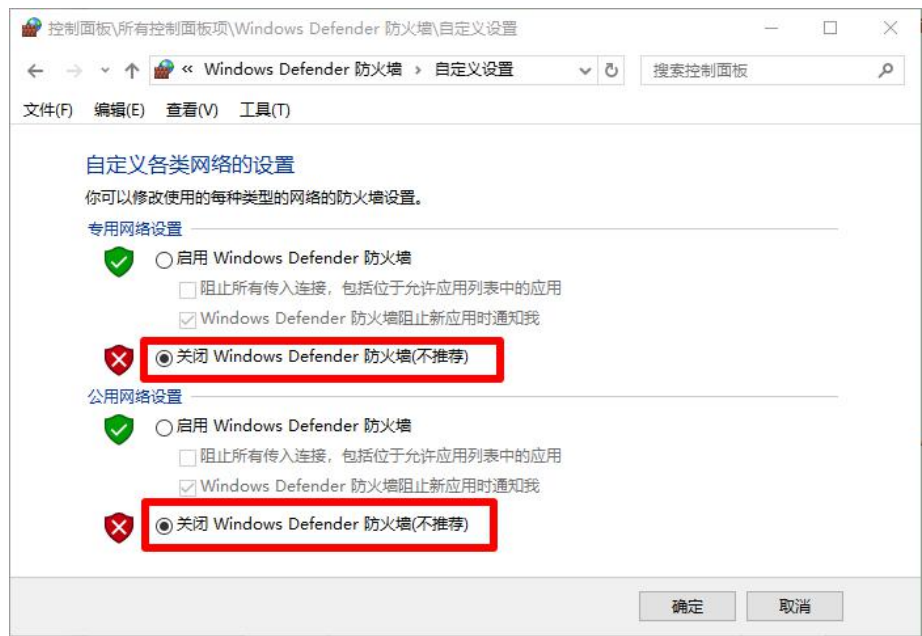 控制面板\所有控制面板项\Windows Defender 防火墙\自定义设置
« Windows Defender 防火墙 › 自定义设置 搜索控制面板
文件(F) 编辑(E) 查看(V) 工具(T)
自定义各类网络的设置
你可以修改使用的每种类型的网络的防火墙设置。
专用网络设置
启用 Windows Defender 防火墙
阻止所有传入连接，包括位于允许应用列表中的应用
Windows Defender 防火墙阻止新应用时通知我
关闭 Windows Defender 防火墙(不推荐)
公用网络设置
启用 Windows Defender 防火墙
阻止所有传入连接，包括位于允许应用列表中的应用
Windows Defender 防火墙阻止新应用时通知我
关闭 Windows Defender 防火墙(不推荐)
确定 取消